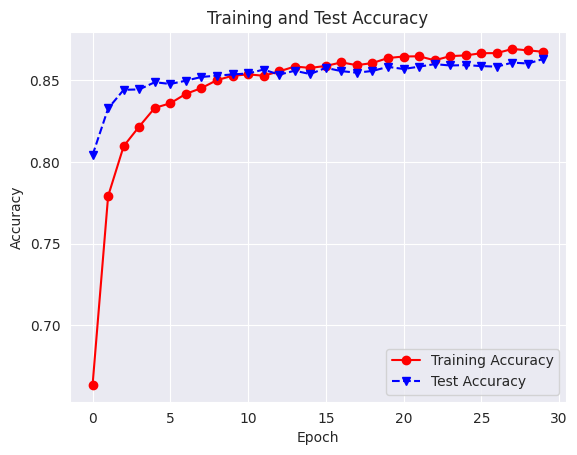 Training and Test Accuracy
Accuracy
0.85
0.80
0.75
0.70
Training Accuracy
Test Accuracy
0 5 10 15 20 25 30
Epoch